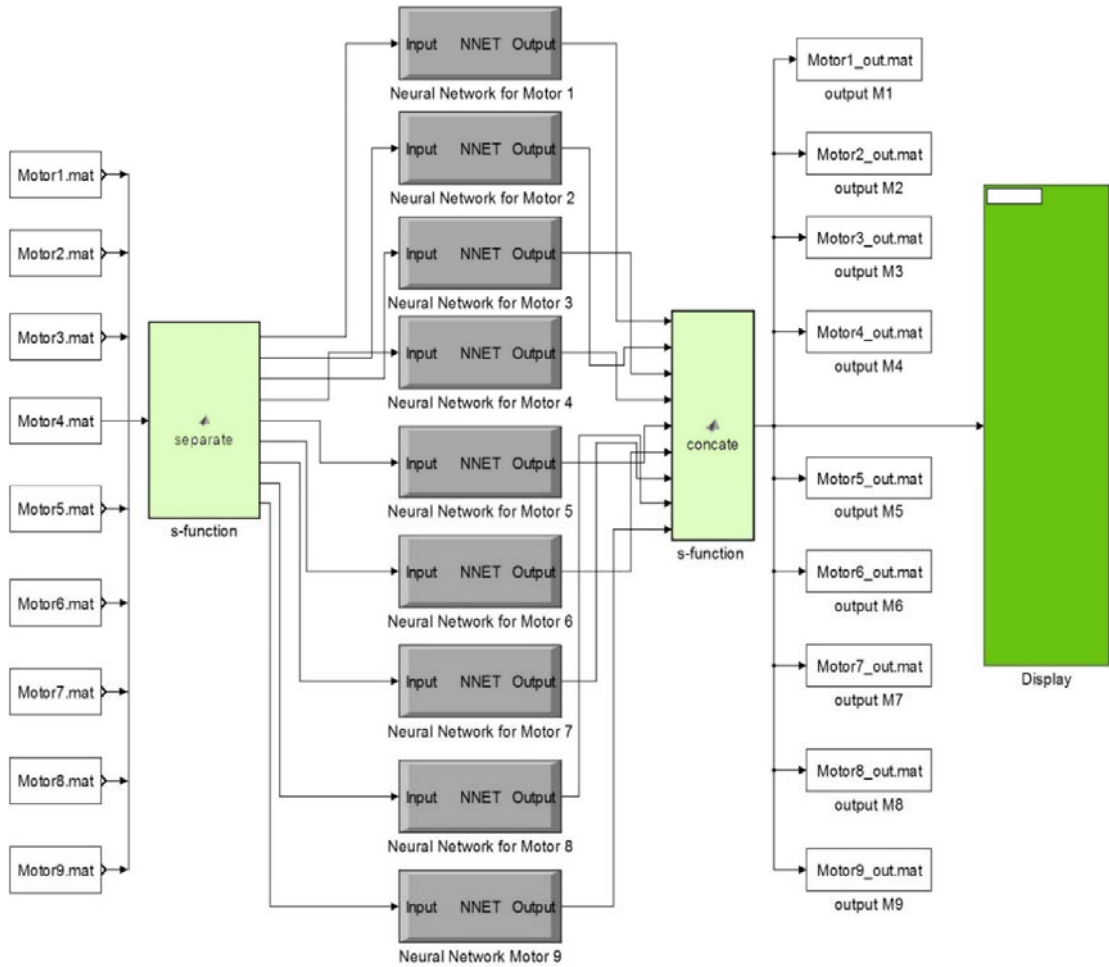 Motor1.mat
Motor2.mat
Motor3.mat
Motor4.mat
Motor5.mat
Motor6.mat
Motor7.mat
Motor8.mat
Motor9.mat
separate
s-function
Input NNET Output
Neural Network for Motor 1
Input NNET Output
Neural Network for Motor 2
Input NNET Output
Neural Network for Motor 3
Input NNET Output
Neural Network for Motor 4
Input NNET Output
Neural Network for Motor 5
Input NNET Output
Neural Network for Motor 6
Input NNET Output
Neural Network for Motor 7
Input NNET Output
Neural Network for Motor 8
Input NNET Output
Neural Network Motor 9
concate
s-function
Motor1_out.mat
output M1
Motor2_out.mat
output M2
Motor3_out.mat
output M3
Motor4_out.mat
output M4
Motor5_out.mat
output M5
Motor6_out.mat
output M6
Motor7_out.mat
output M7
Motor8_out.mat
output M8
Motor9_out.mat
output M9
Display